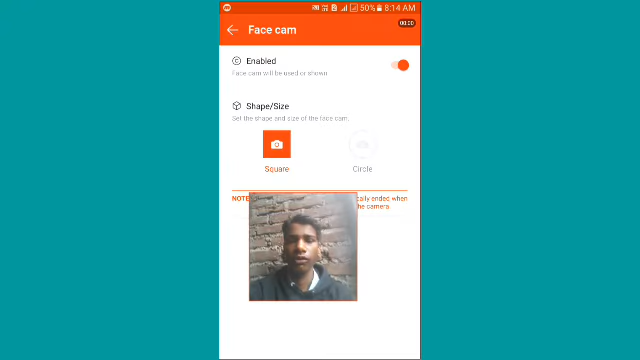 50% 8:14 AM
00:00
Face cam
Enabled
Face cam will be used or shown
Shape/Size
Set the shape and size of the face cam.
Square Circle
NOTE cally ended when
the camera.